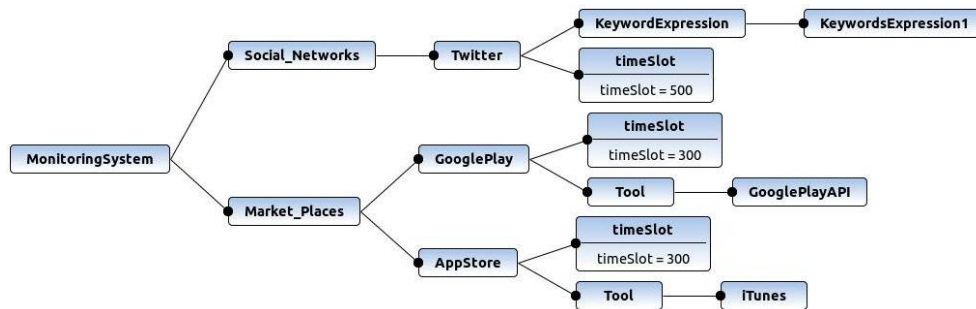 KeywordExpression
KeywordsExpression1
Social_Networks
Twitter
timeSlot
timeSlot = 500
MonitoringSystem
Market_Places
GooglePlay
timeSlot
timeSlot = 300
Tool
GooglePlayAPI
AppStore
timeSlot
timeSlot = 300
Tool
iTunes